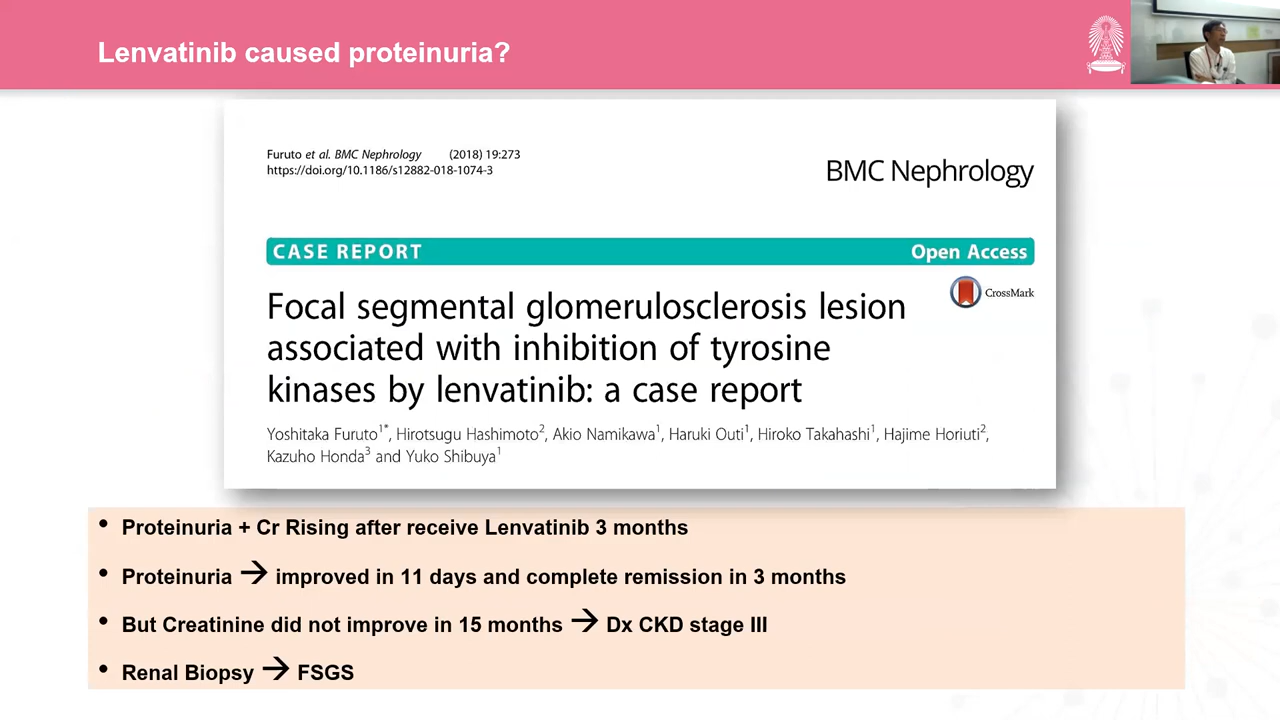 Lenvatinib caused proteinuria?
Furuto et al. BMC Nephrology (2018) 19:273
https://doi.org/10.1186/s12882-018-1074-3
BMC Nephrology
CASE REPORT
Open Access
CrossMark
Focal segmental glomerulosclerosis lesion
associated with inhibition of tyrosine
kinases by lenvatinib: a case report
Yoshitaka Furuto1*, Hirotsugu Hashimoto2, Akio Namikawa1, Haruki Outi1, Hiroko Takahashi1, Hajime Horiuti2,
Kazuho Honda3 and Yuko Shibuya1
• Proteinuria + Cr Rising after receive Lenvatinib 3 months
• Proteinuria → improved in 11 days and complete remission in 3 months
• But Creatinine did not improve in 15 months → Dx CKD stage III
• Renal Biopsy → FSGS